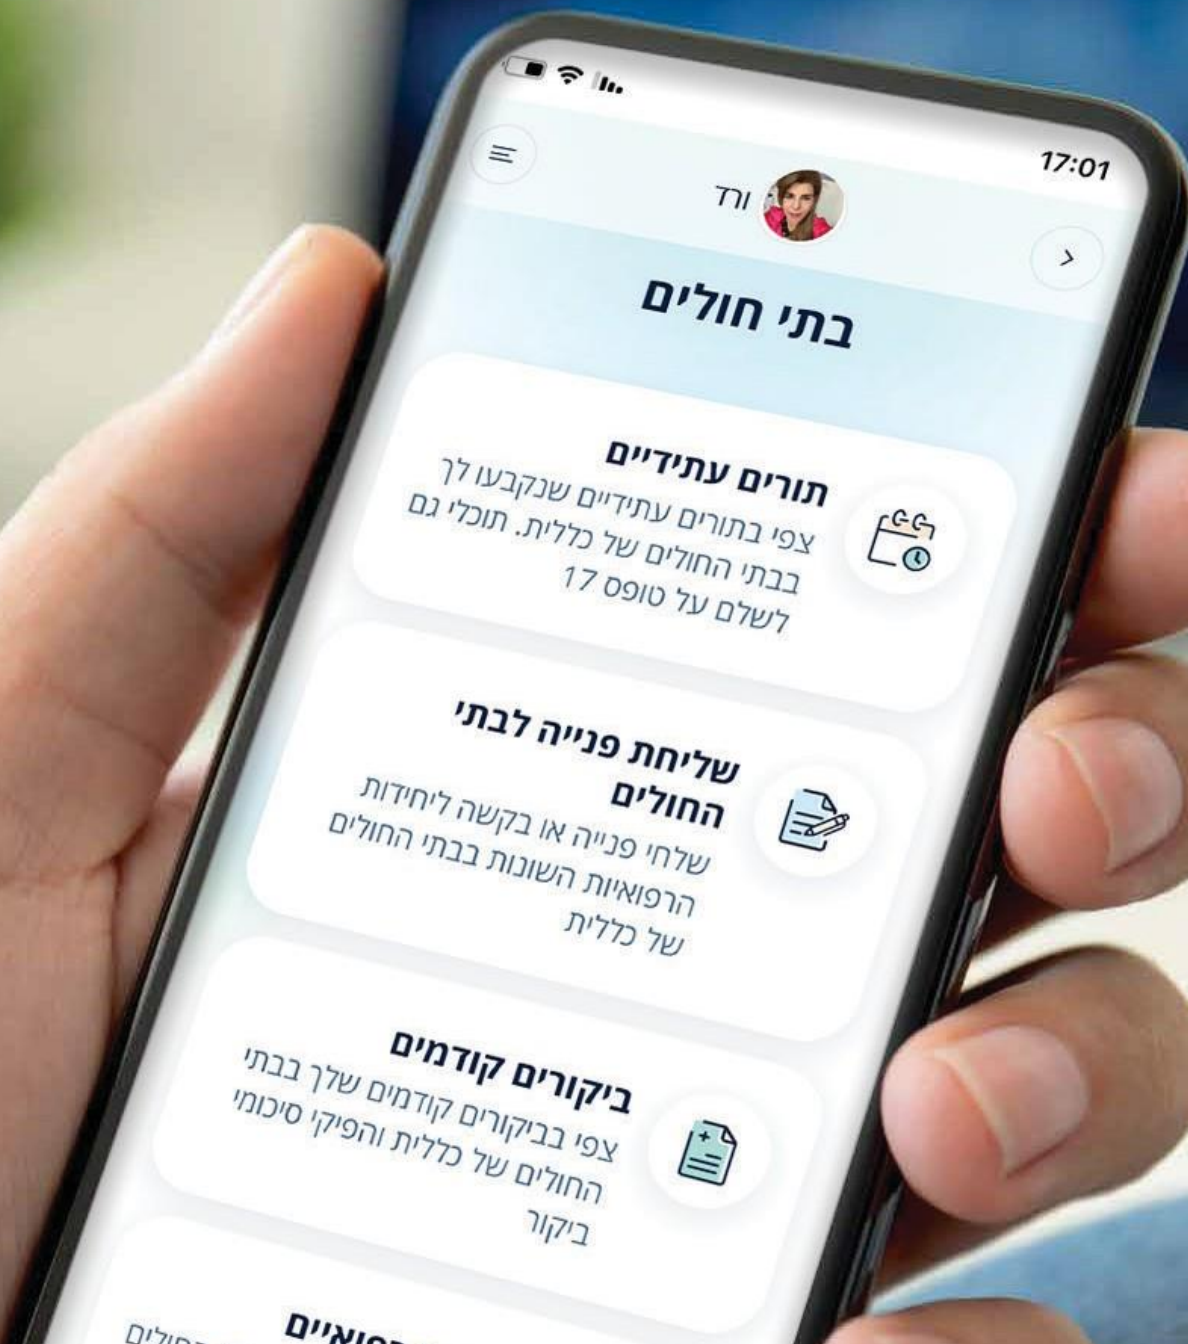 17:01
ורד
בתי חולים
תורים עתידיים
צפי בתורים עתידיים שנקבעו לך
בבתי החולים של כללית. תוכלי גם
לשלם על טופס 17
שליחת פנייה לבתי
החולים
שלחי פנייה או בקשה ליחידות
הרפואיות השונות בבתי החולים
של כללית
ביקורים קודמים
צפי בביקורים קודמים שלך בבתי
החולים של כללית והפיקי סיכומי
ביקור